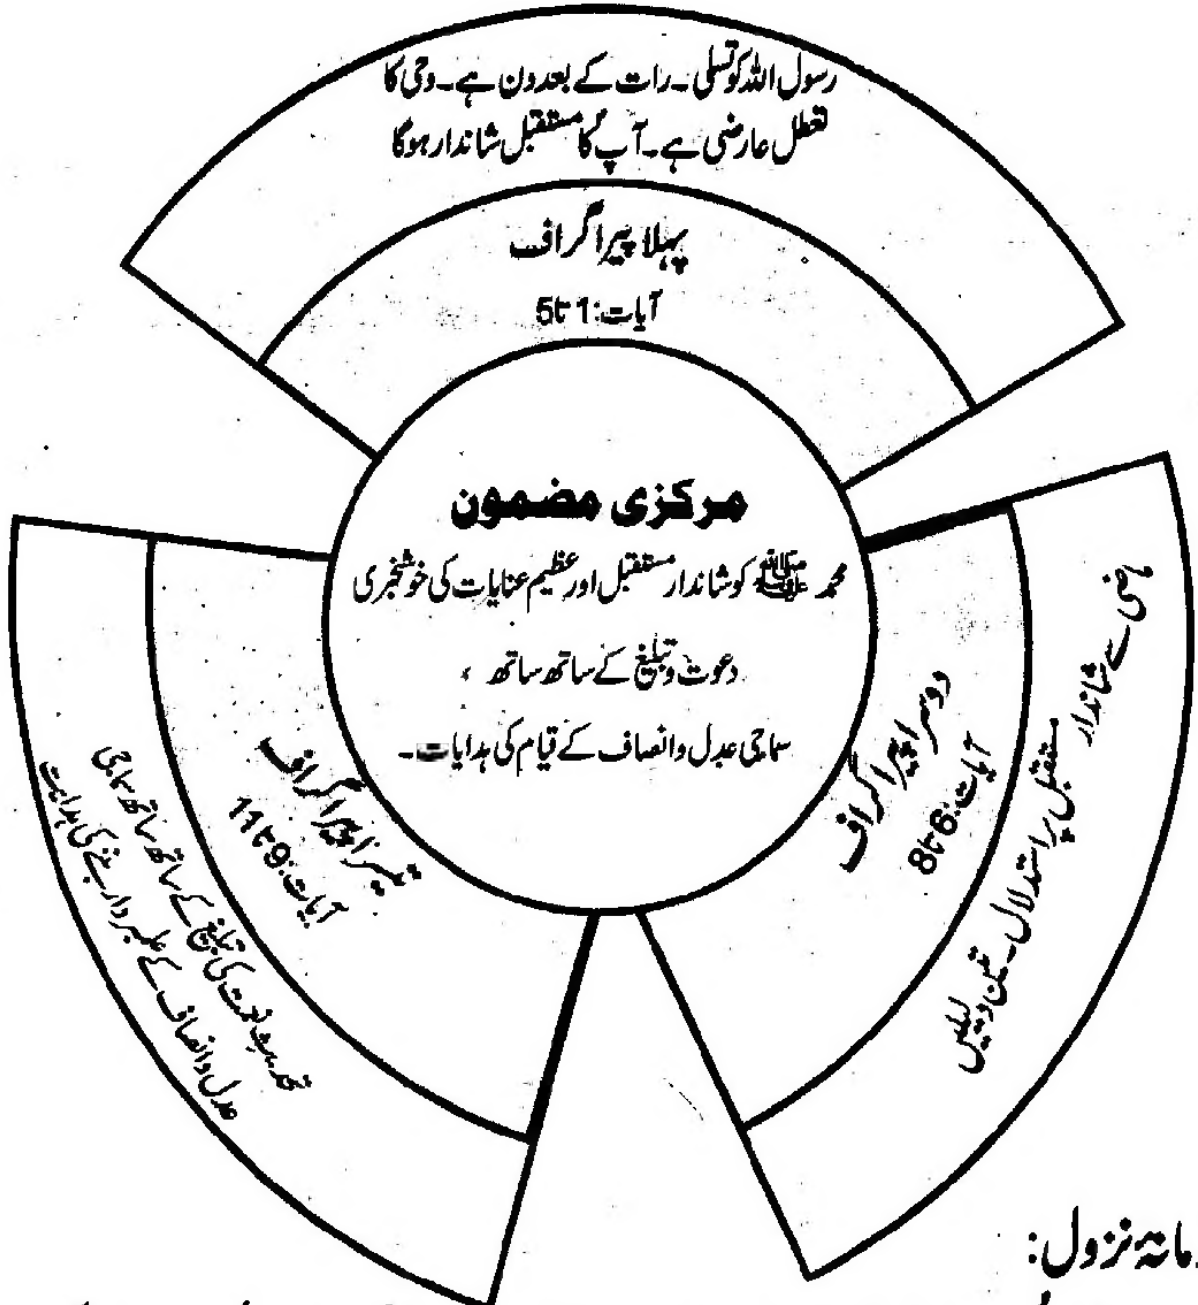 رسول اللہ کو تسلی۔ رات کے بعد دن ہے۔ وحی کا
تعطل عارضی ہے۔ آپ کا مستقبل شاندار ہوگا
پہلا پیراگراف
آیات: 1 تا 5
مرکزی مضمون
محمد ﷺ کو شاندار مستقبل اور عظیم عنایات کی خوشخبری
دعوت و تبلیغ کے ساتھ ساتھ ،
سماجی عدل و انصاف کے قیام کی ہدایات۔
دوسرا پیراگراف
آیات: 6 تا 8
ماضی سے شاندار مستقبل پر استدلال۔ تین دلیلیں
تیسرا پیراگراف
آیات: 9 تا 11
تحدیثِ نعمت کی تبلیغ کے ساتھ ساتھ سماجی
عدل و انصاف کے علمبردار بننے کی ہدایت
مانۂ نزول: